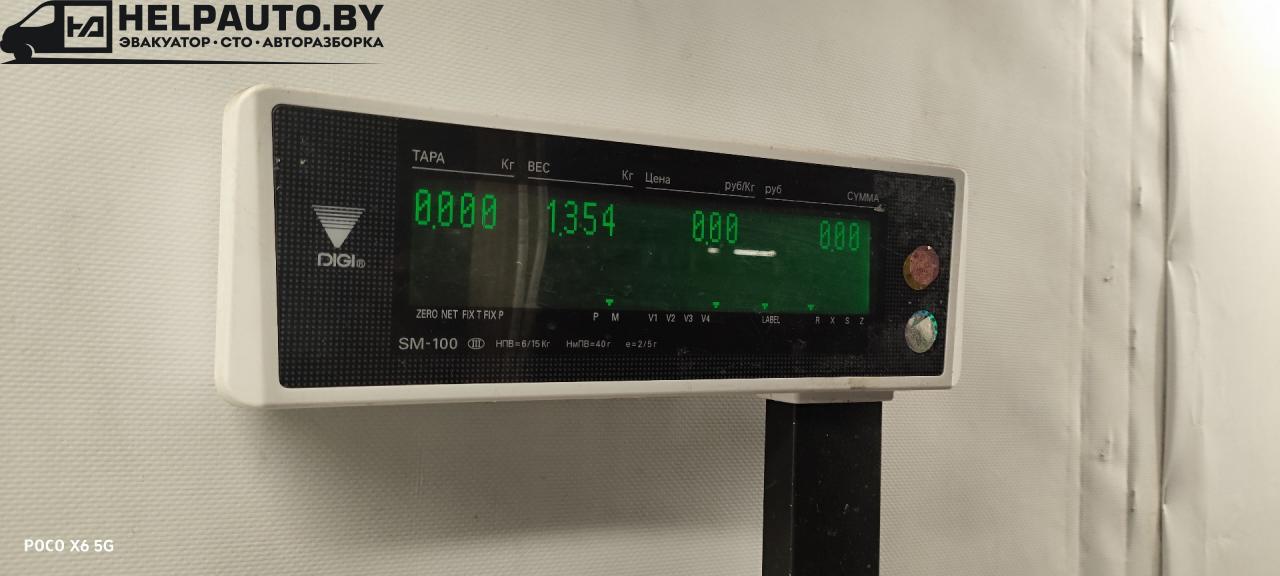 HELPAUTO.BY
ЭВАКУАТОР·СТО·АВТОРАЗБОРКА
ТАРА Кг ВЕС Кг Цена руб/Кг руб СУММА
0.000 1.354 0.00 0.00
DIGI®
ZERO NET FIX T FIX P P M V1 V2 V3 V4 LABEL R X S Z
SM-100 III НПВ=6/15Кг НмПВ=40г e=2/5г
POCO X6 5G